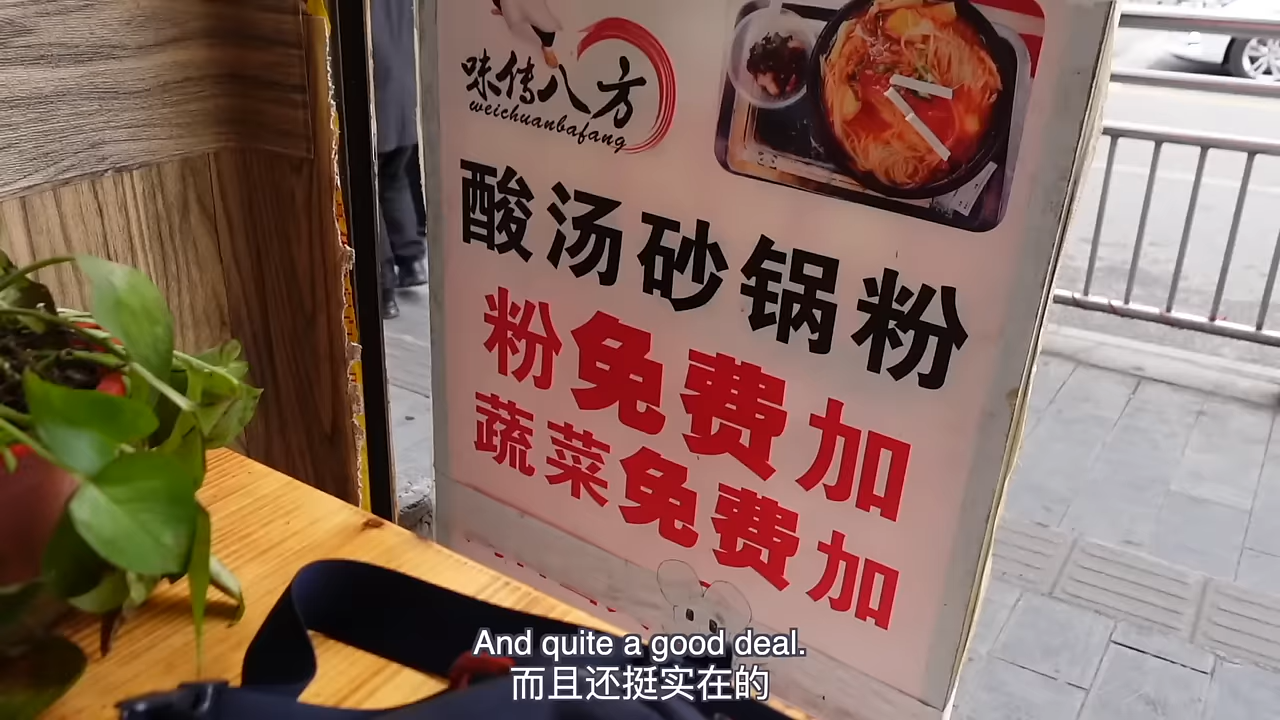 味传八方
weichuanbafang
酸汤砂锅粉
粉免费加
蔬菜免费加
And quite a good deal.
而且还挺实在的